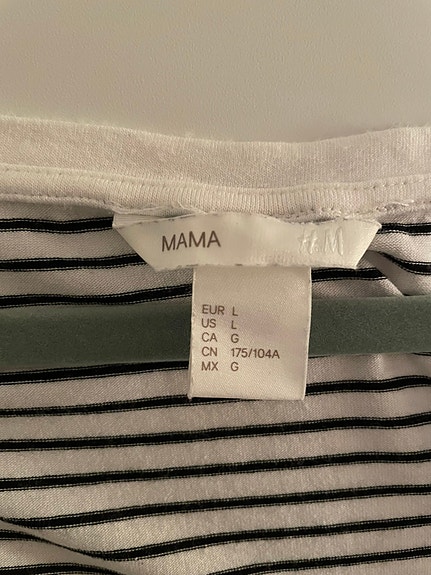 MAMA H&M
EUR L
US L
CA G
CN 175/104A
MX G